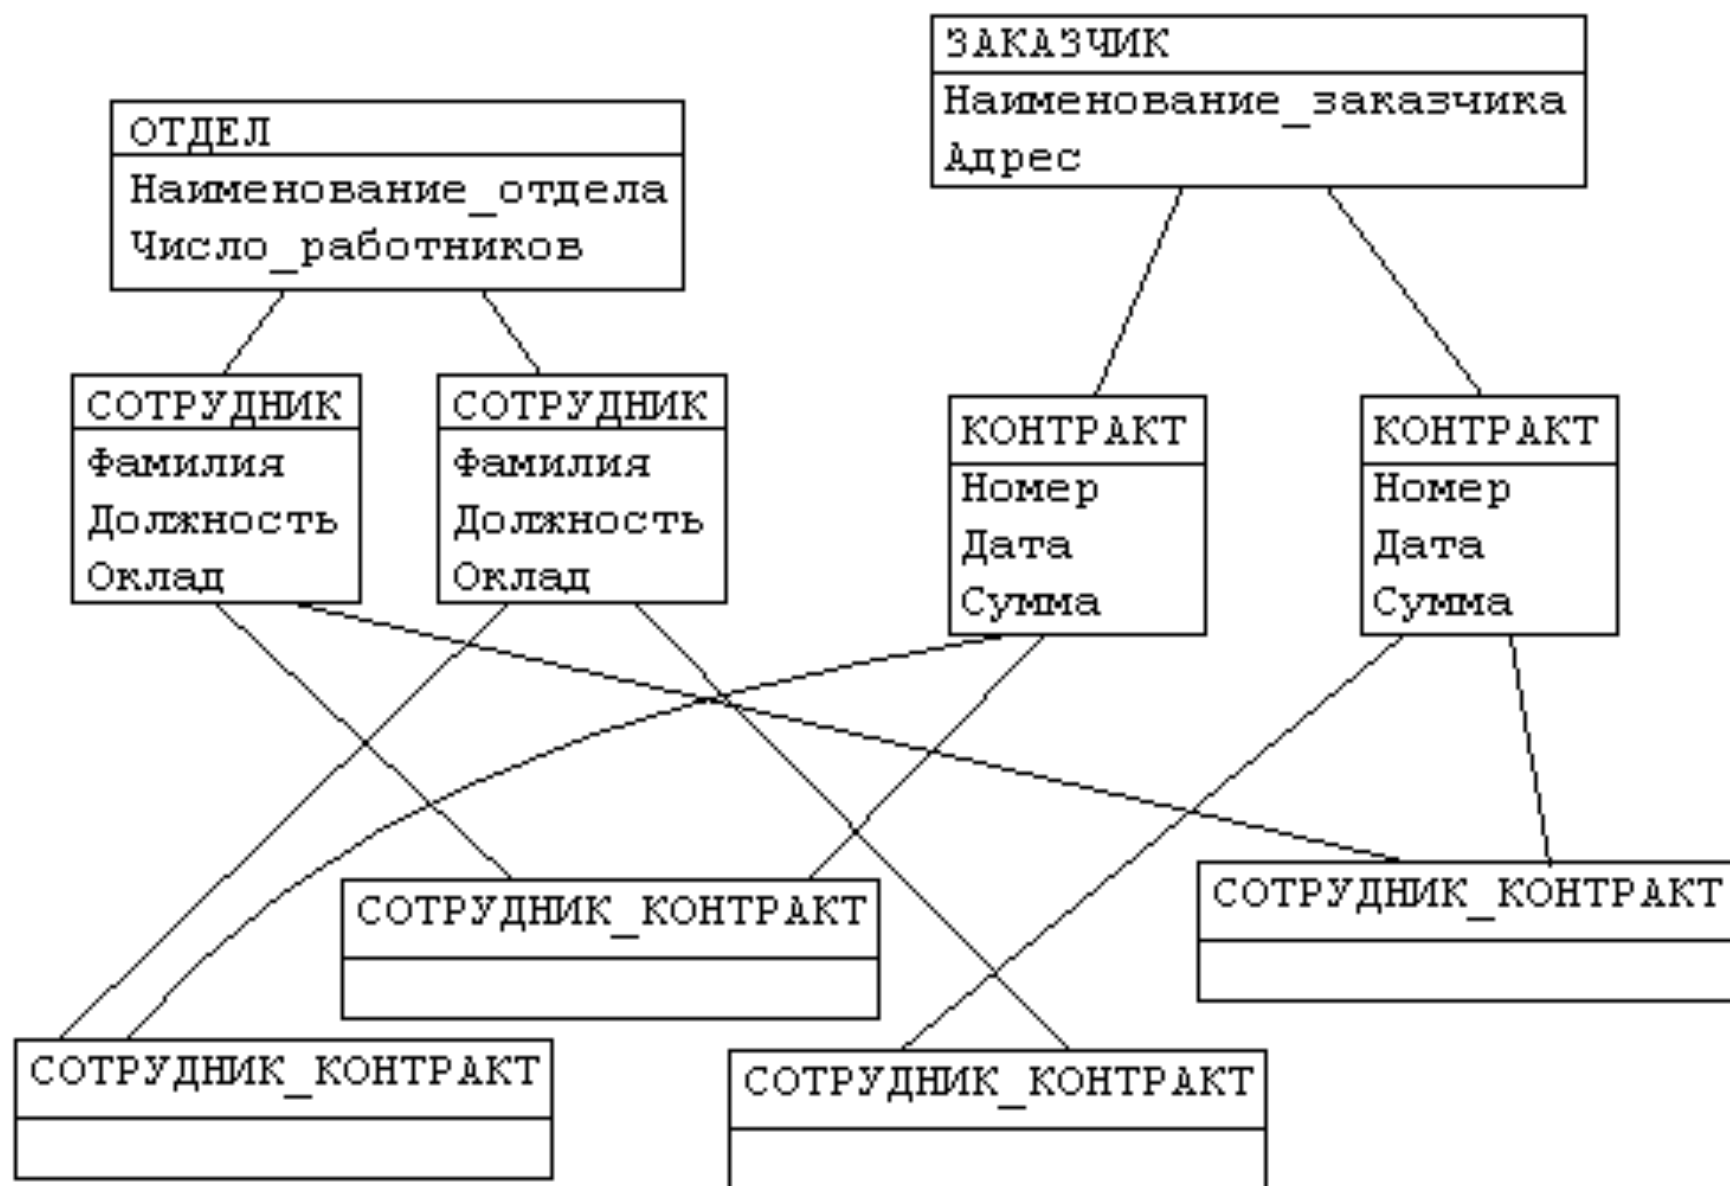 ЗАКАЗЧИК
Наименование_заказчика
Адрес
ОТДЕЛ
Наименование_отдела
Число_работников
СОТРУДНИК
Фамилия
Должность
Оклад
СОТРУДНИК
Фамилия
Должность
Оклад
КОНТРАКТ
Номер
Дата
Сумма
КОНТРАКТ
Номер
Дата
Сумма
СОТРУДНИК_КОНТРАКТ
СОТРУДНИК_КОНТРАКТ
СОТРУДНИК_КОНТРАКТ
СОТРУДНИК_КОНТРАКТ